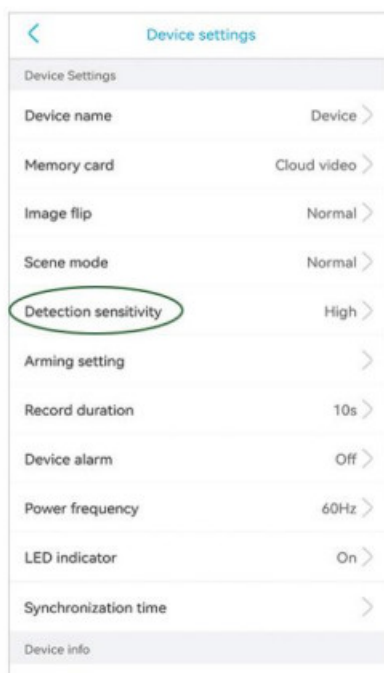 Device settings
Device Settings
Device name Device
Memory card Cloud video
Image flip Normal
Scene mode Normal
Detection sensitivity High
Arming setting
Record duration 10s
Device alarm Off
Power frequency 60Hz
LED indicator On
Synchronization time
Device info